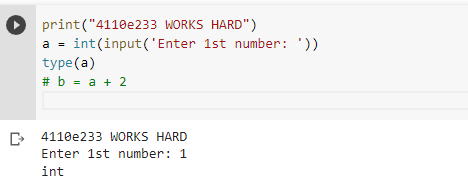 print("4110e233 WORKS HARD")
a = int(input('Enter 1st number: '))
type(a)
# b = a + 2
4110e233 WORKS HARD
Enter 1st number: 1
int